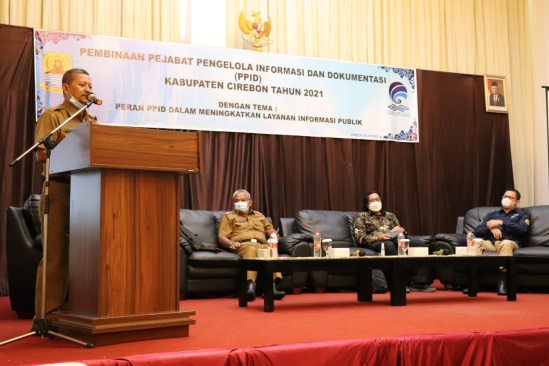 PEMBINAAN PEJABAT PENGELOLA INFORMASI DAN DOKUMENTASI
(PPID)
KABUPATEN CIREBON TAHUN 2021
DENGAN TEMA :
PERAN PPID DALAM MENINGKATKAN LAYANAN INFORMASI PUBLIK